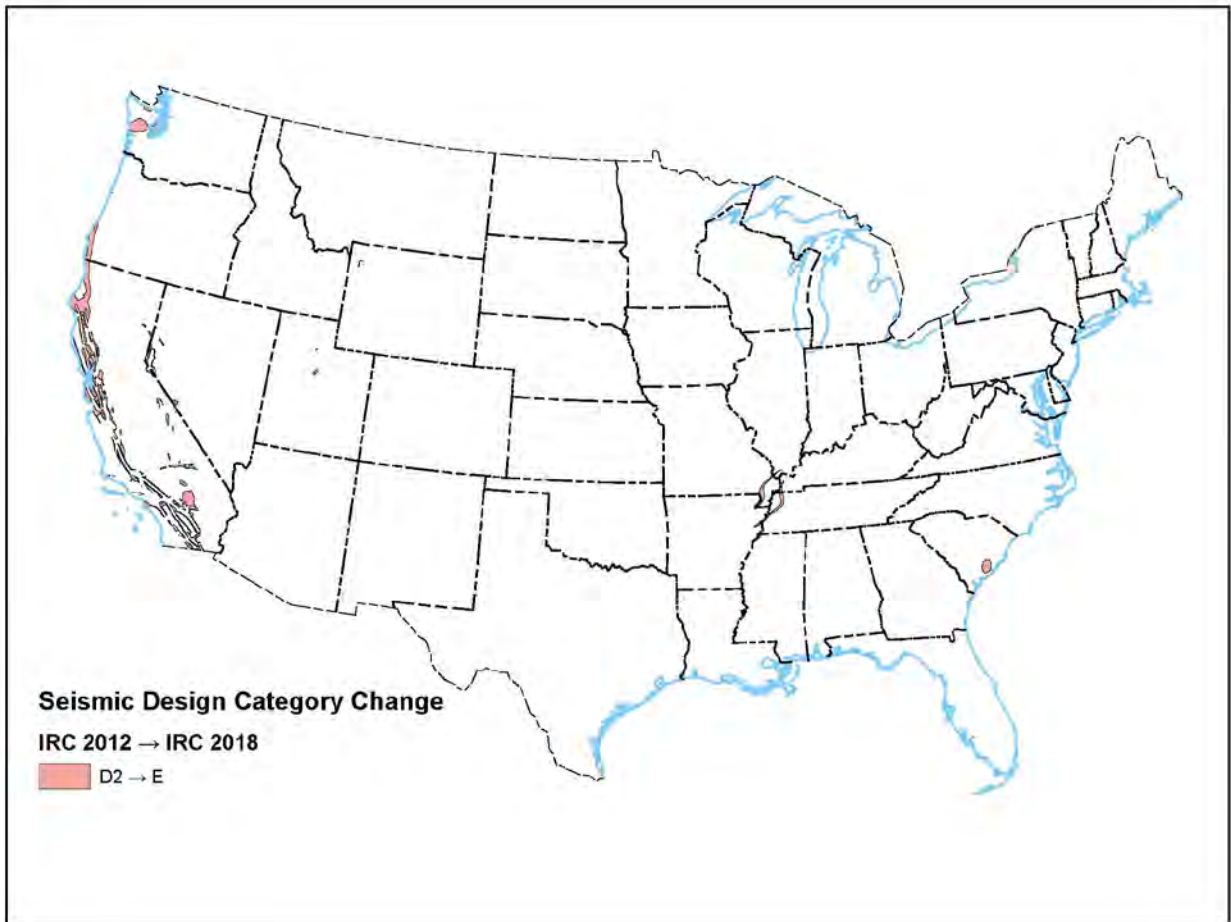 Seismic Design Category Change
IRC 2012 → IRC 2018
D2 → E